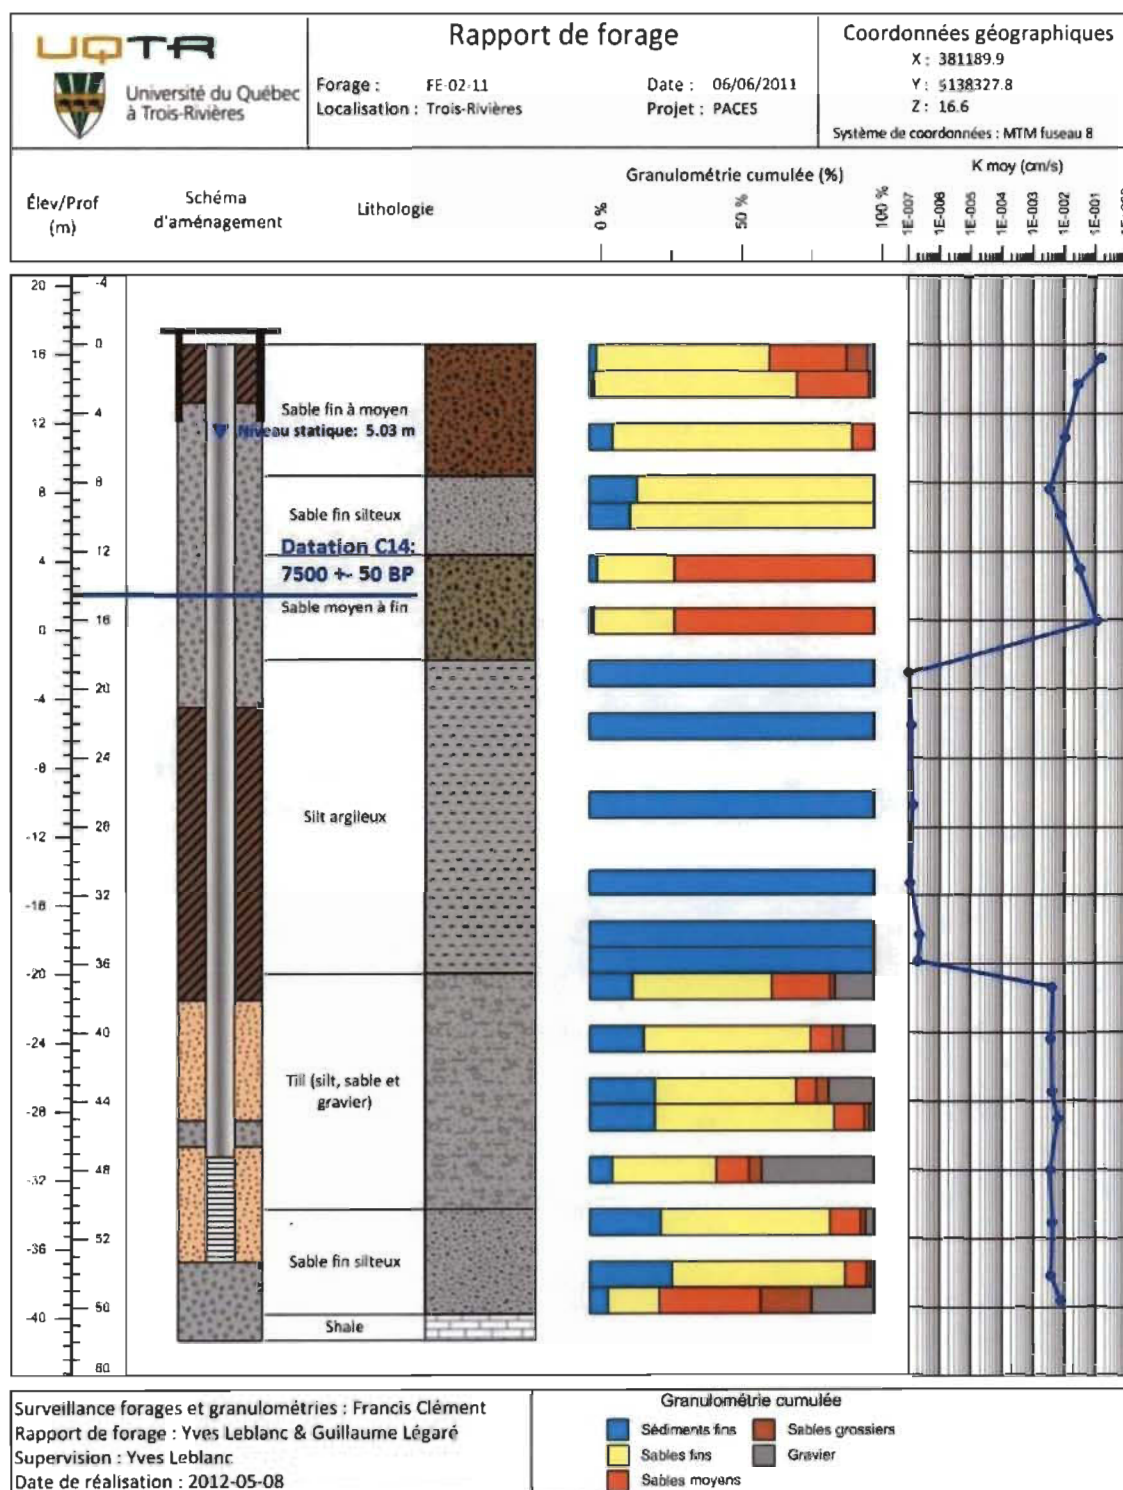 UQTR
Université du Québec
à Trois-Rivières
Rapport de forage
Forage : FE-02-11
Date : 06/06/2011
Localisation : Trois-Rivières
Projet : PACES
Coordonnées géographiques
X : 381189.9
Y : 5138327.8
Z : 16.6
Système de coordonnées : MTM fuseau 8
Élev/Prof
(m)
Schéma
d'aménagement
Lithologie
Granulométrie cumulée (%)
0 %
50 %
100 %
K moy (cm/s)
1E-007
1E-006
1E-005
1E-004
1E-003
1E-002
1E-001
20
16
12
8
4
0
-4
-8
-12
-16
-20
-24
-28
-32
-36
-40
-4
0
4
8
12
16
20
24
28
32
36
40
44
48
52
56
60
Sable fin à moyen
Niveau statique: 5.03 m
Sable fin silteux
Datation C14:
7500 +- 50 BP
Sable moyen à fin
Silt argileux
Till (silt, sable et
gravier)
Sable fin silteux
Shale
Surveillance forages et granulométries : Francis Clément
Rapport de forage : Yves Leblanc & Guillaume Légaré
Supervision : Yves Leblanc
Date de réalisation : 2012-05-08
Granulométrie cumulée
Sédiments fins
Sables grossiers
Sables fins
Gravier
Sables moyens